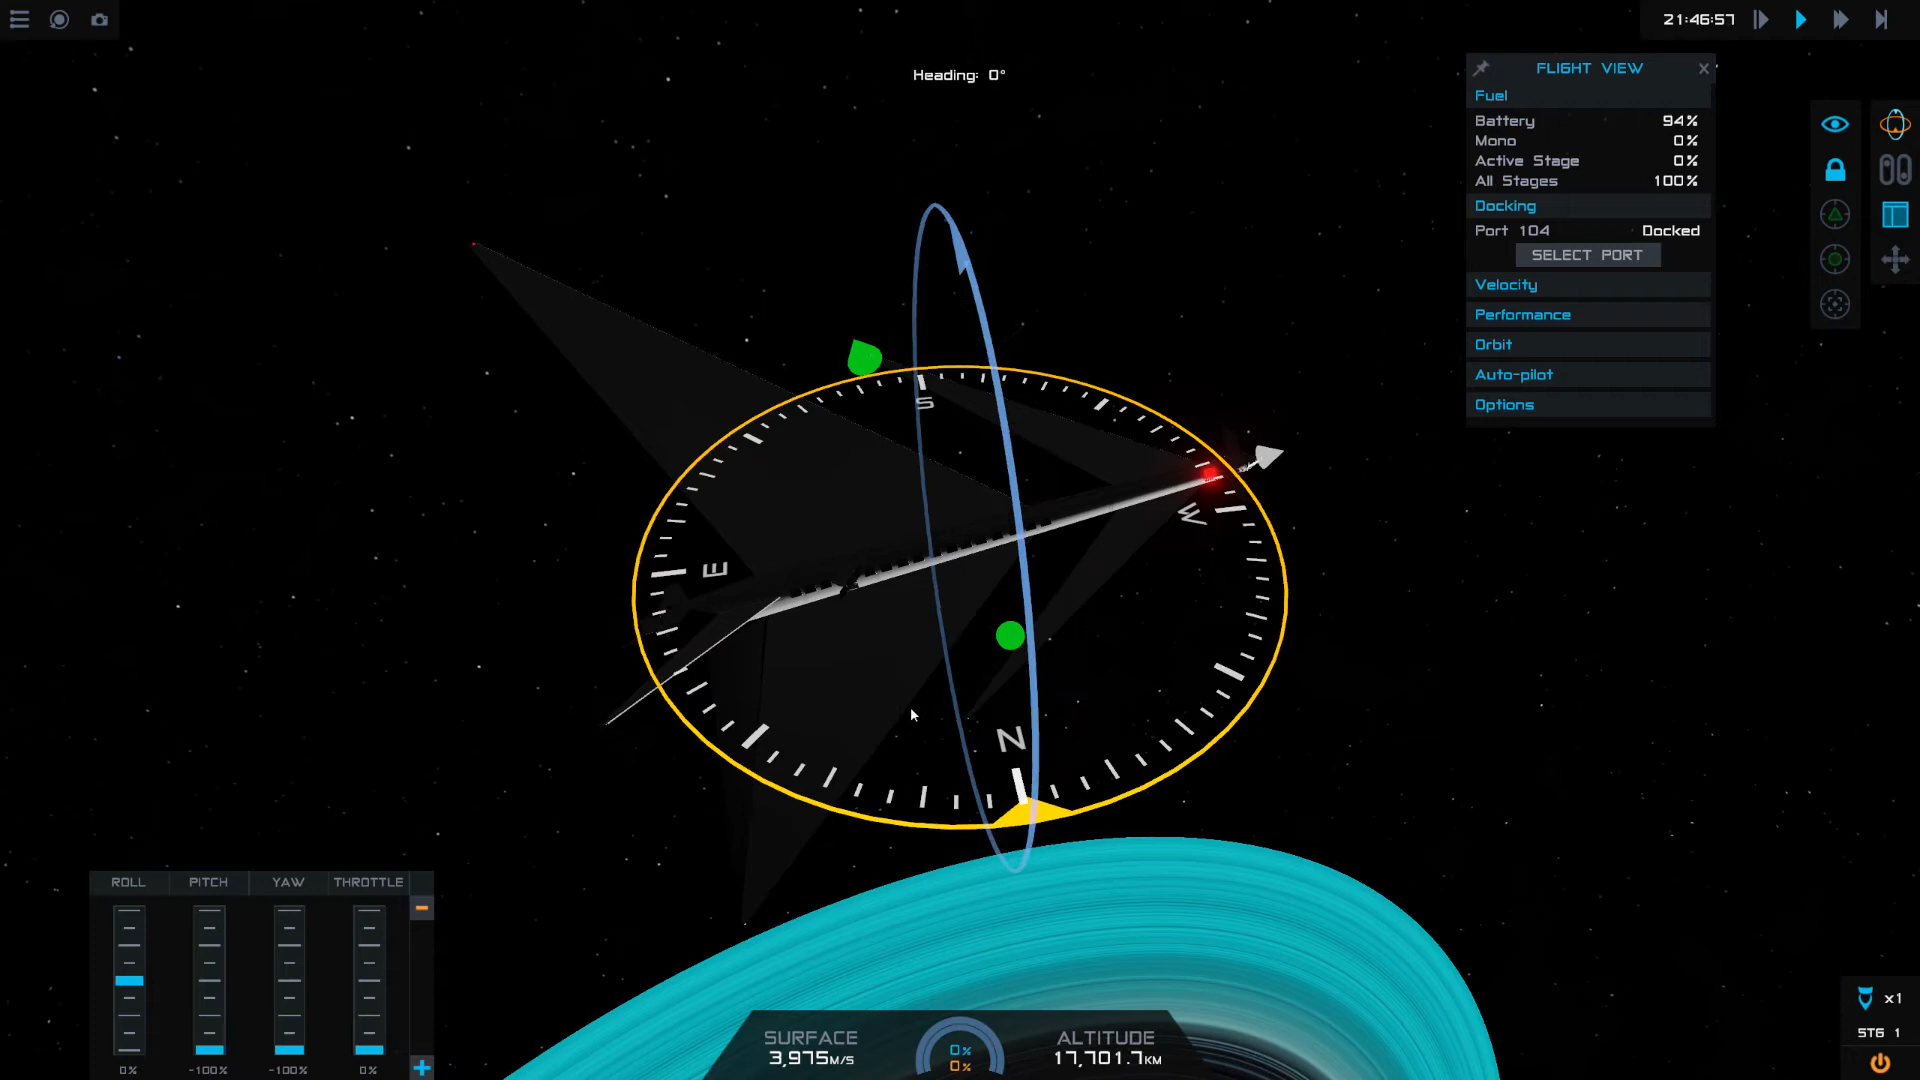 21:46:57
Heading: 0°
FLIGHT VIEW X
Fuel
Battery 94%
Mono 0%
Active Stage 0%
All Stages 100%
Docking
Port 104 Docked
SELECT PORT
Velocity
Performance
Orbit
Auto-pilot
Options
S
W
E
N
ROLL PITCH YAW THROTTLE
0% -100% -100% 0%
SURFACE
3,975M/S
0%
0%
ALTITUDE
17,701.7KM
x1
STG 1